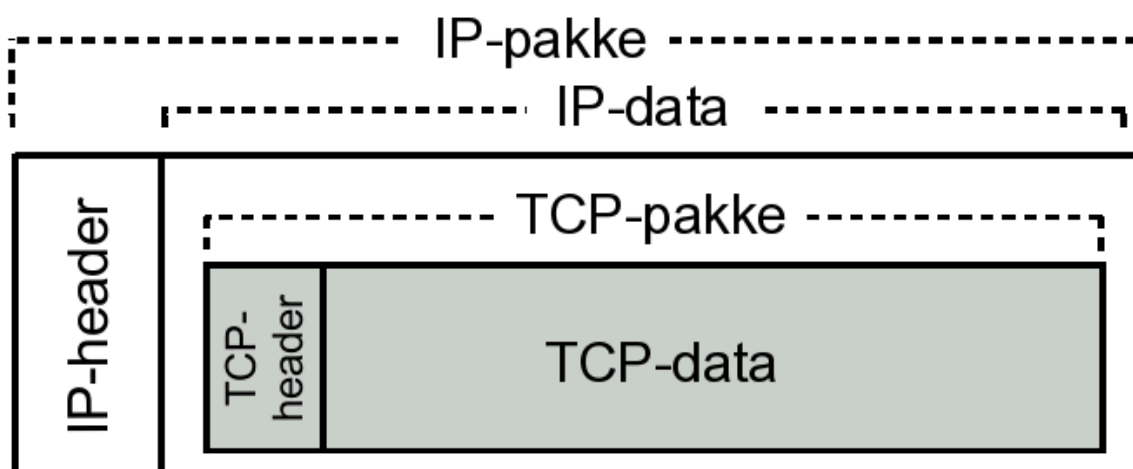 IP-pakke
IP-data
IP-header
TCP-pakke
TCP-
header
TCP-data